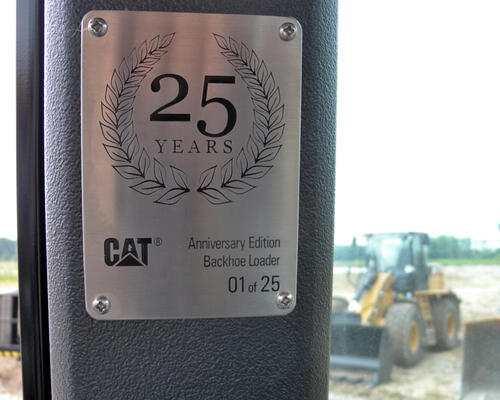 25
YEARS
CAT®
Anniversary Edition
Backhoe Loader
01 of 25